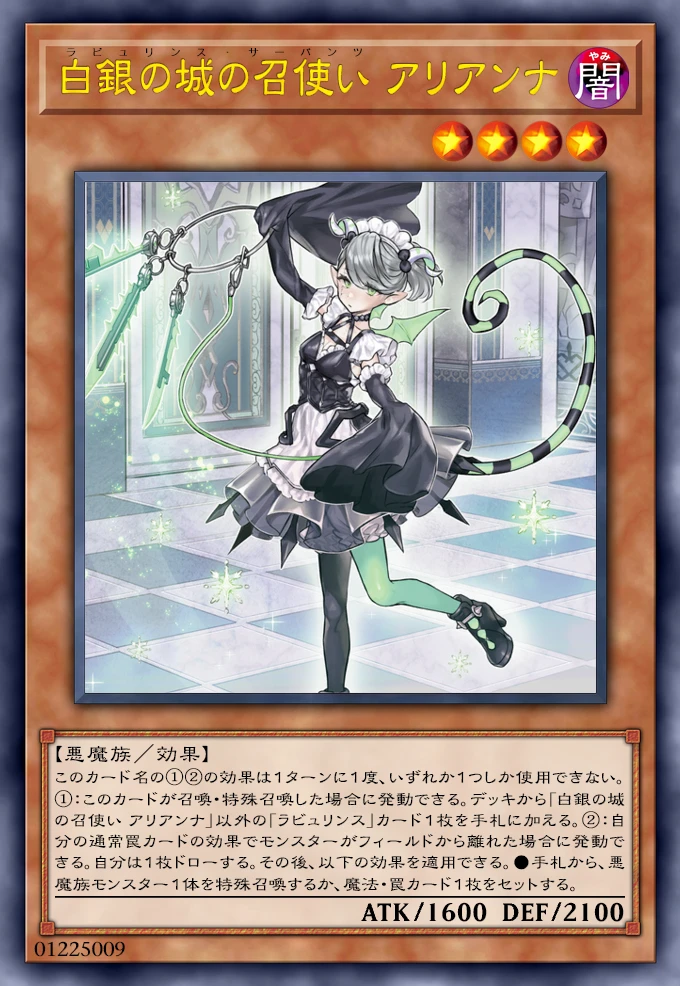 ラビュリンス・サーバンツ
白銀の城の召使い アリアンナ
やみ
闇
【悪魔族／効果】
このカード名の①②の効果は1ターンに1度、いずれか1つしか使用できない。
①：このカードが召喚・特殊召喚した場合に発動できる。デッキから「白銀の城
の召使い アリアンナ」以外の「ラビュリンス」カード1枚を手札に加える。②：自
分の通常罠カードの効果でモンスターがフィールドから離れた場合に発動で
きる。自分は1枚ドローする。その後、以下の効果を適用できる。●手札から、悪
魔族モンスター1体を特殊召喚するか、魔法・罠カード1枚をセットする。
ATK/1600 DEF/2100
01225009